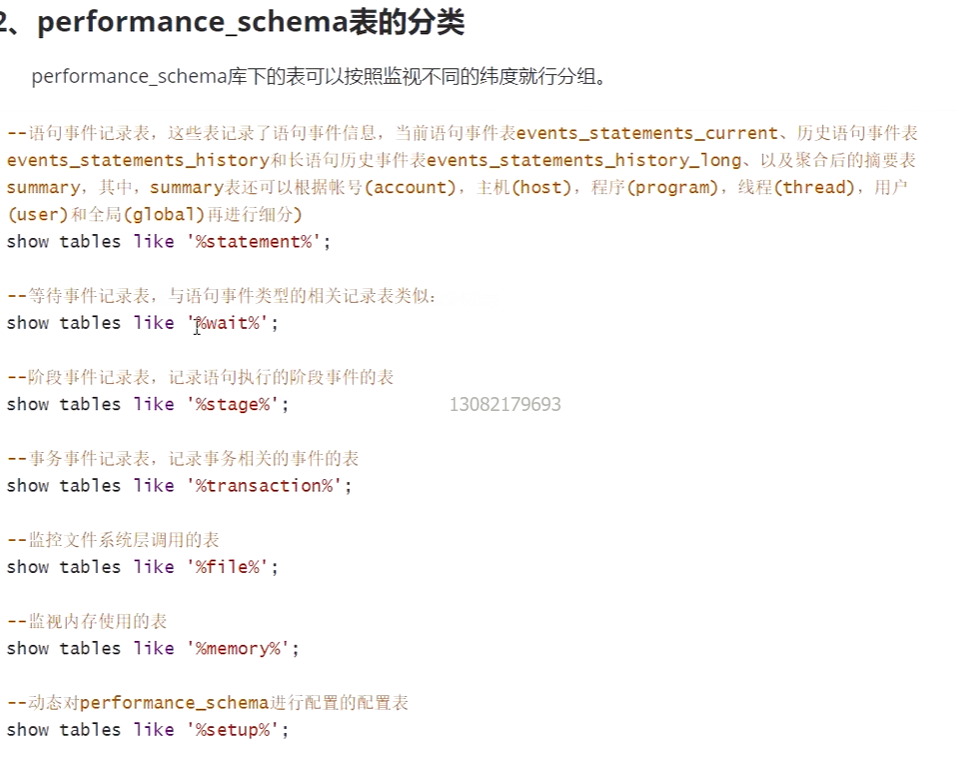 2、performance_schema表的分类
performance_schema库下的表可以按照监视不同的纬度就行分组。
--语句事件记录表，这些表记录了语句事件信息，当前语句事件表events_statements_current、历史语句事件表
events_statements_history和长语句历史事件表events_statements_history_long、以及聚合后的摘要表
summary，其中，summary表还可以根据帐号(account)，主机(host)，程序(program)，线程(thread)，用户
(user)和全局(global)再进行细分)
show tables like '%statement%';
--等待事件记录表，与语句事件类型的相关记录表类似：
show tables like '%wait%';
--阶段事件记录表，记录语句执行的阶段事件的表
show tables like '%stage%';
13082179693
--事务事件记录表，记录事务相关的事件的表
show tables like '%transaction%';
--监控文件系统层调用的表
show tables like '%file%';
--监视内存使用的表
show tables like '%memory%';
--动态对performance_schema进行配置的配置表
show tables like '%setup%';